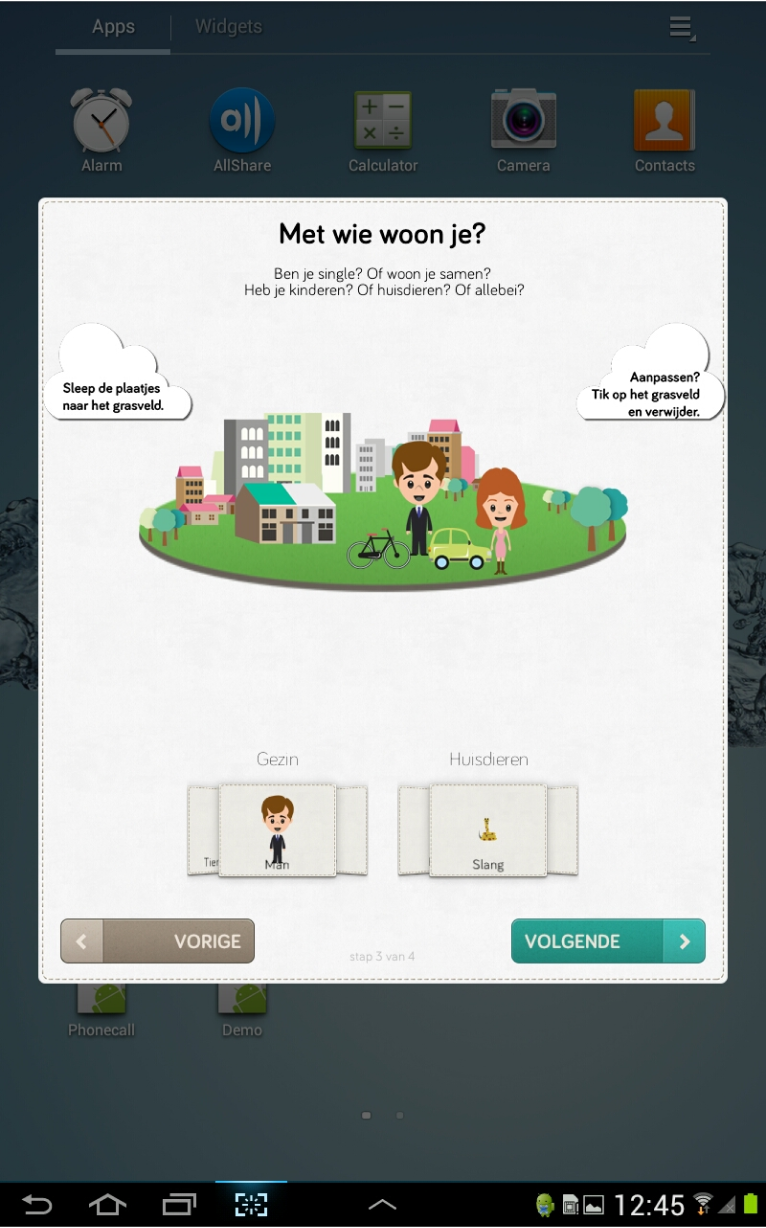 Apps
Widgets
Alarm
AllShare
Calculator
Camera
Contacts
Met wie woon je?
Ben je single? Of woon je samen?
Heb je kinderen? Of huisdieren? Of allebei?
Sleep de plaatjes
naar het grasveld.
Aanpassen?
Tik op het grasveld
en verwijder.
Gezin
Huisdieren
Man
Slang
VORIGE
stap 3 van 4
VOLGENDE
Phonecall
Demo
12:45